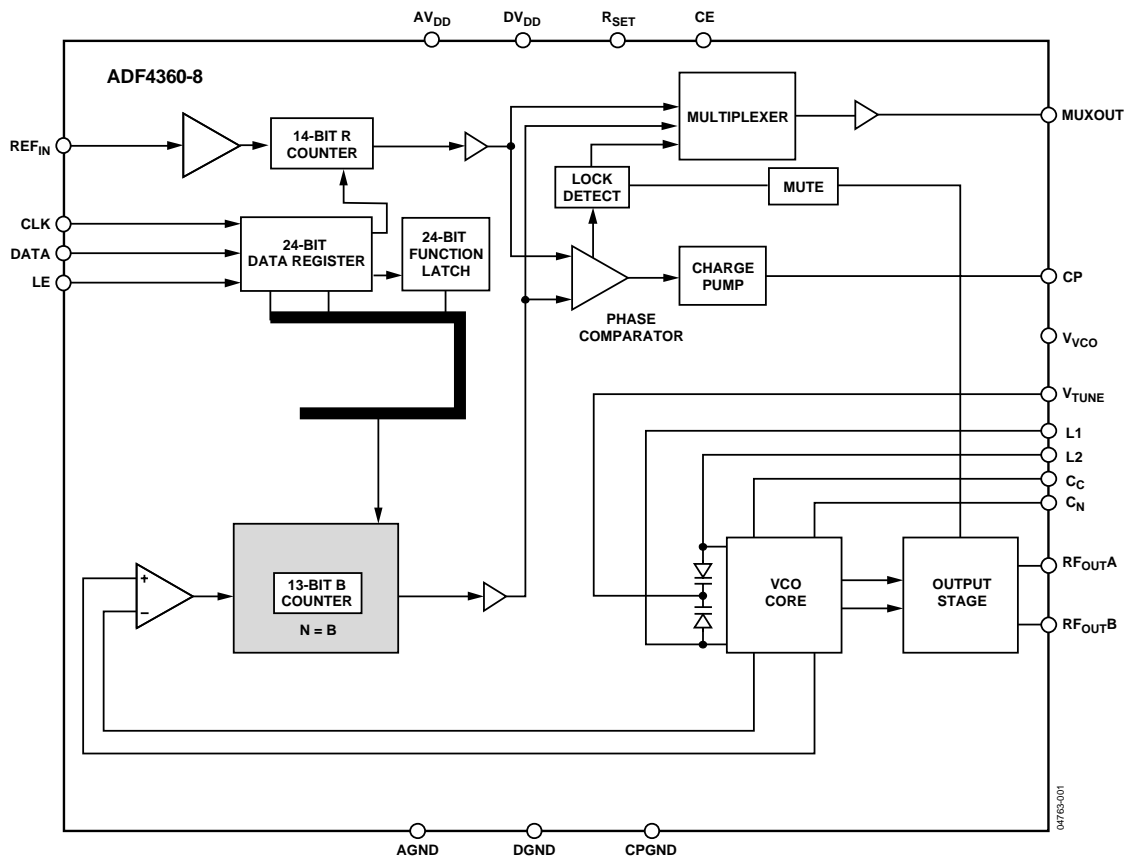 AVDD DVDD RSET CE
ADF4360-8
MULTIPLEXER
MUXOUT
REFIN
14-BIT R
COUNTER
LOCK
DETECT
MUTE
CLK
DATA
LE
24-BIT
DATA REGISTER
24-BIT
FUNCTION
LATCH
CHARGE
PUMP
CP
PHASE
COMPARATOR
VVCO
VTUNE
L1
L2
CC
CN
+
−
13-BIT B
COUNTER
N = B
VCO
CORE
OUTPUT
STAGE
RFOUTA
RFOUTB
AGND DGND CPGND
04763-001